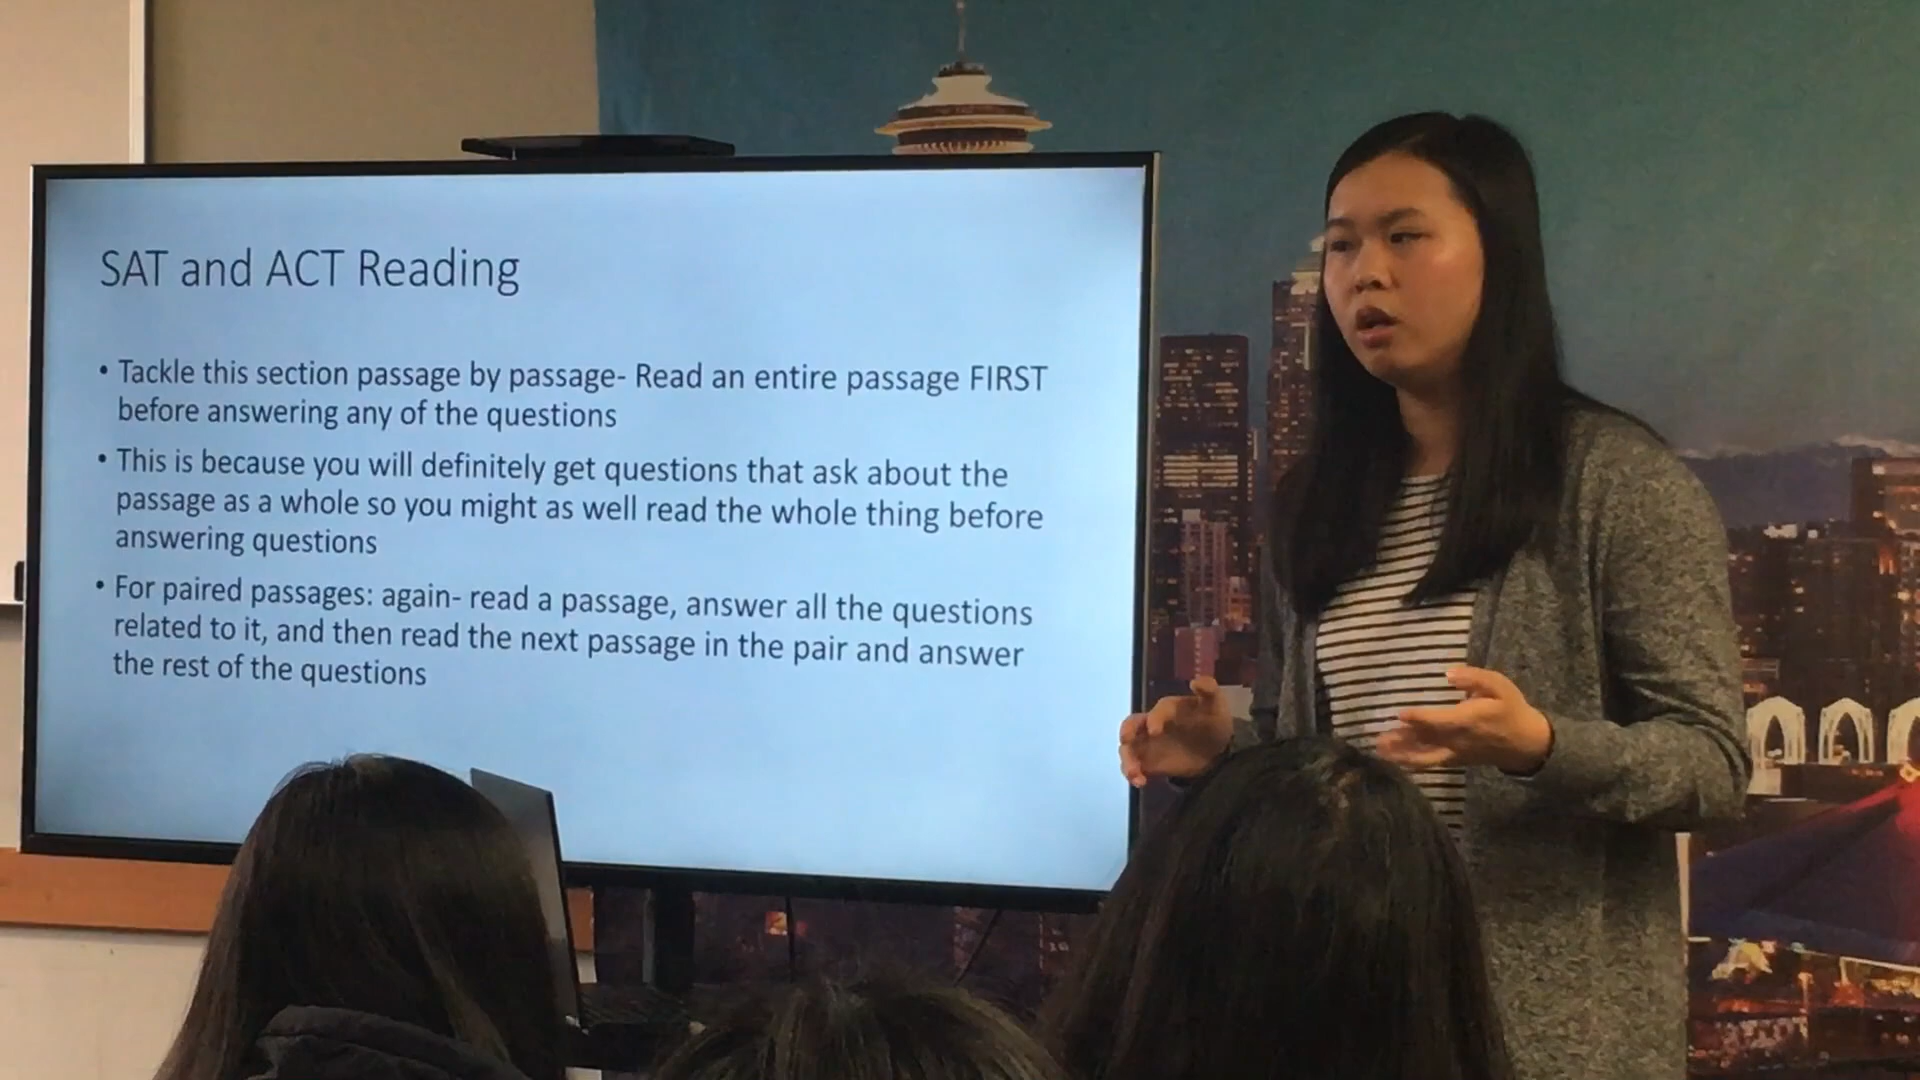 SAT and ACT Reading
• Tackle this section passage by passage- Read an entire passage FIRST
before answering any of the questions
• This is because you will definitely get questions that ask about the
passage as a whole so you might as well read the whole thing before
answering questions
• For paired passages: again- read a passage, answer all the questions
related to it, and then read the next passage in the pair and answer
the rest of the questions